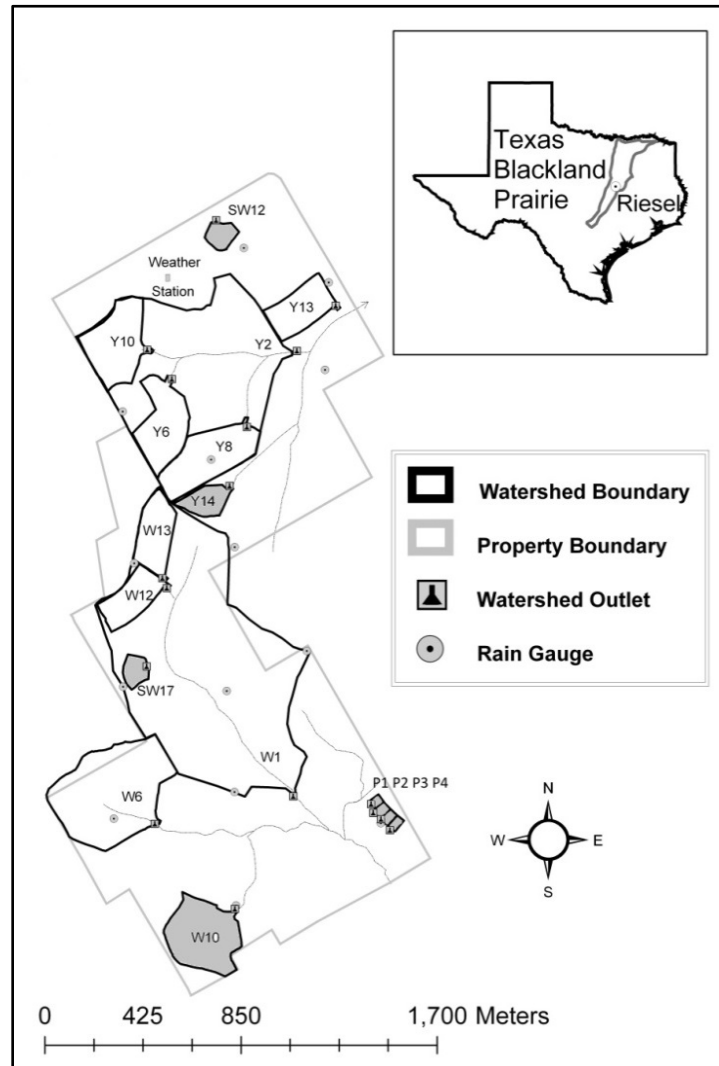 Texas
Blackland
Prairie
Riesel
SW12
Weather
Station
Y13
Y10
Y2
Y6
Y8
Y14
W13
W12
SW17
W1
W6
P1 P2 P3 P4
W10
Watershed Boundary
Property Boundary
Watershed Outlet
Rain Gauge
N
W E
S
0 425 850 1,700 Meters